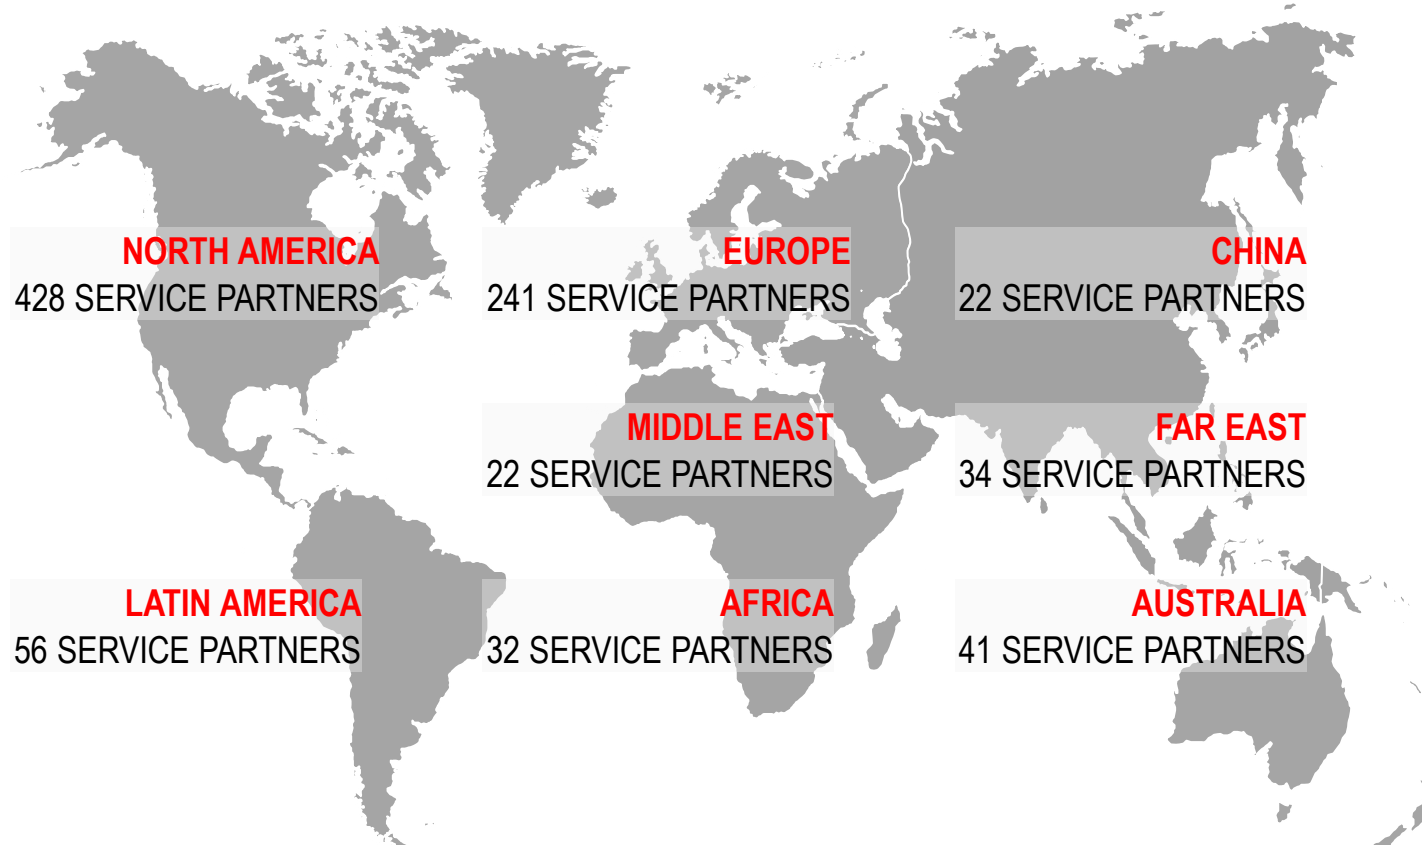 NORTH AMERICA
428 SERVICE PARTNERS
EUROPE
241 SERVICE PARTNERS
CHINA
22 SERVICE PARTNERS
MIDDLE EAST
22 SERVICE PARTNERS
FAR EAST
34 SERVICE PARTNERS
LATIN AMERICA
56 SERVICE PARTNERS
AFRICA
32 SERVICE PARTNERS
AUSTRALIA
41 SERVICE PARTNERS